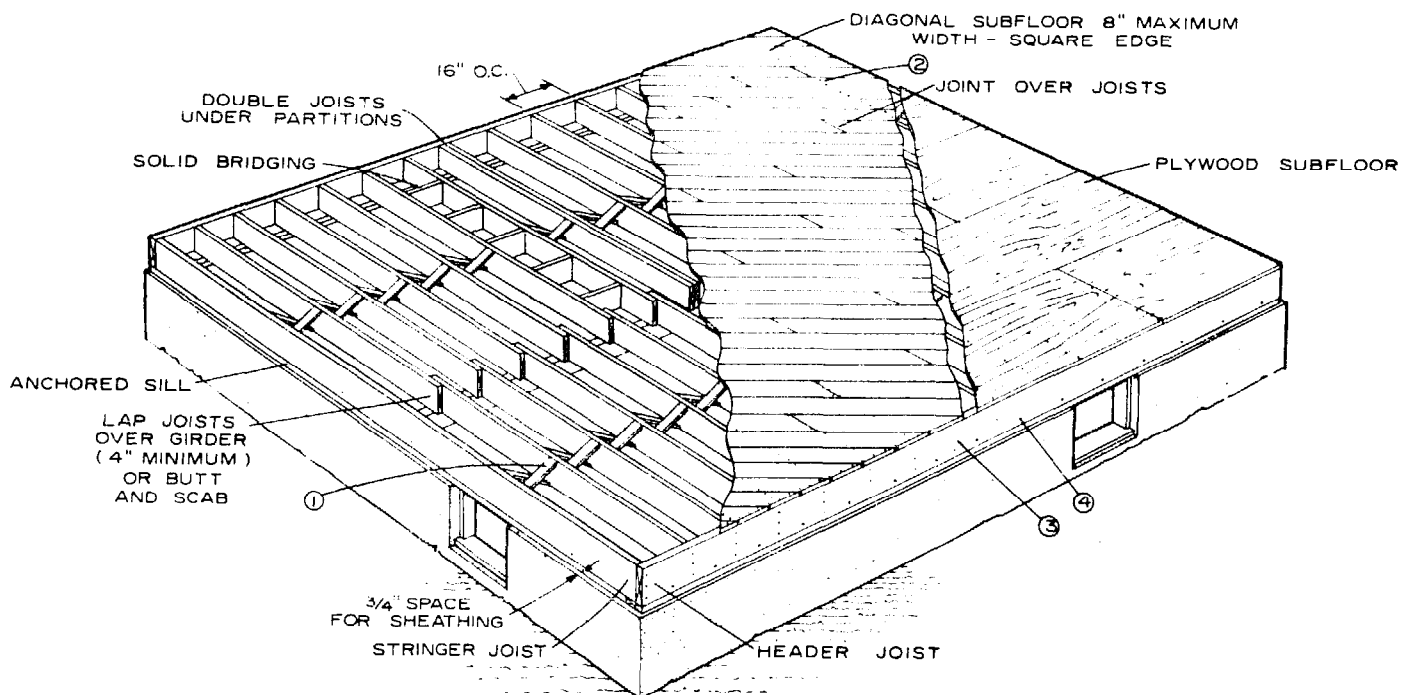 DIAGONAL SUBFLOOR 8" MAXIMUM
WIDTH - SQUARE EDGE
②
16" O.C.
JOINT OVER JOISTS
DOUBLE JOISTS
UNDER PARTITIONS
SOLID BRIDGING
PLYWOOD SUBFLOOR
ANCHORED SILL
LAP JOISTS
OVER GIRDER
(4" MINIMUM)
OR BUTT
AND SCAB
①
③
④
3/4" SPACE
FOR SHEATHING
STRINGER JOIST
HEADER JOIST